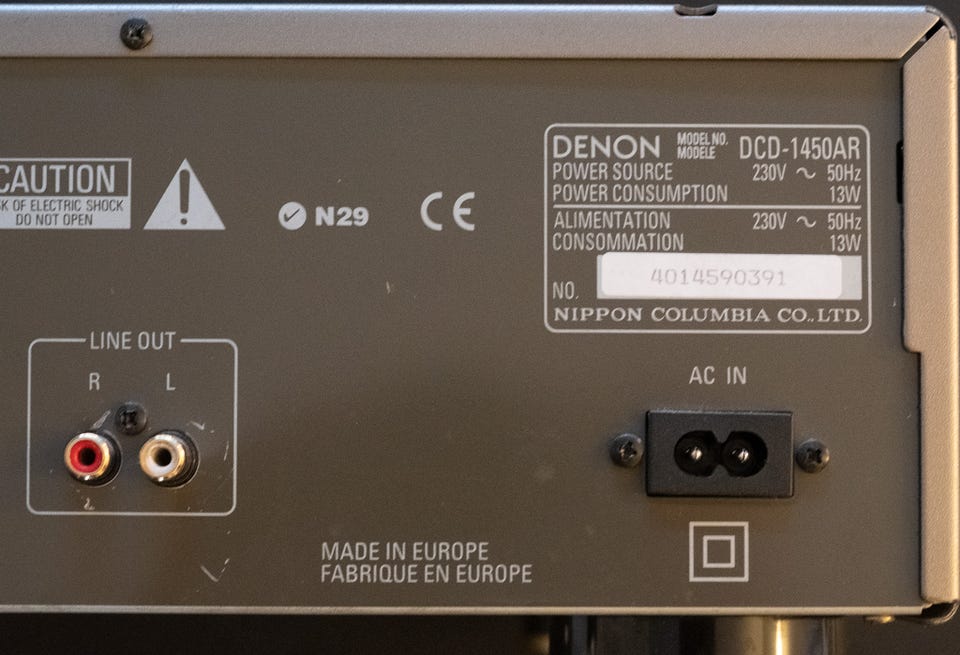 CAUTION
SK OF ELECTRIC SHOCK
DO NOT OPEN
N29
CE
DENON MODEL NO. MODELE DCD-1450AR
POWER SOURCE 230V ~ 50Hz
POWER CONSUMPTION 13W
ALIMENTATION 230V ~ 50Hz
CONSOMMATION 13W
NO. 4014590391
NIPPON COLUMBIA CO., LTD.
LINE OUT
R L
AC IN
MADE IN EUROPE
FABRIQUE EN EUROPE